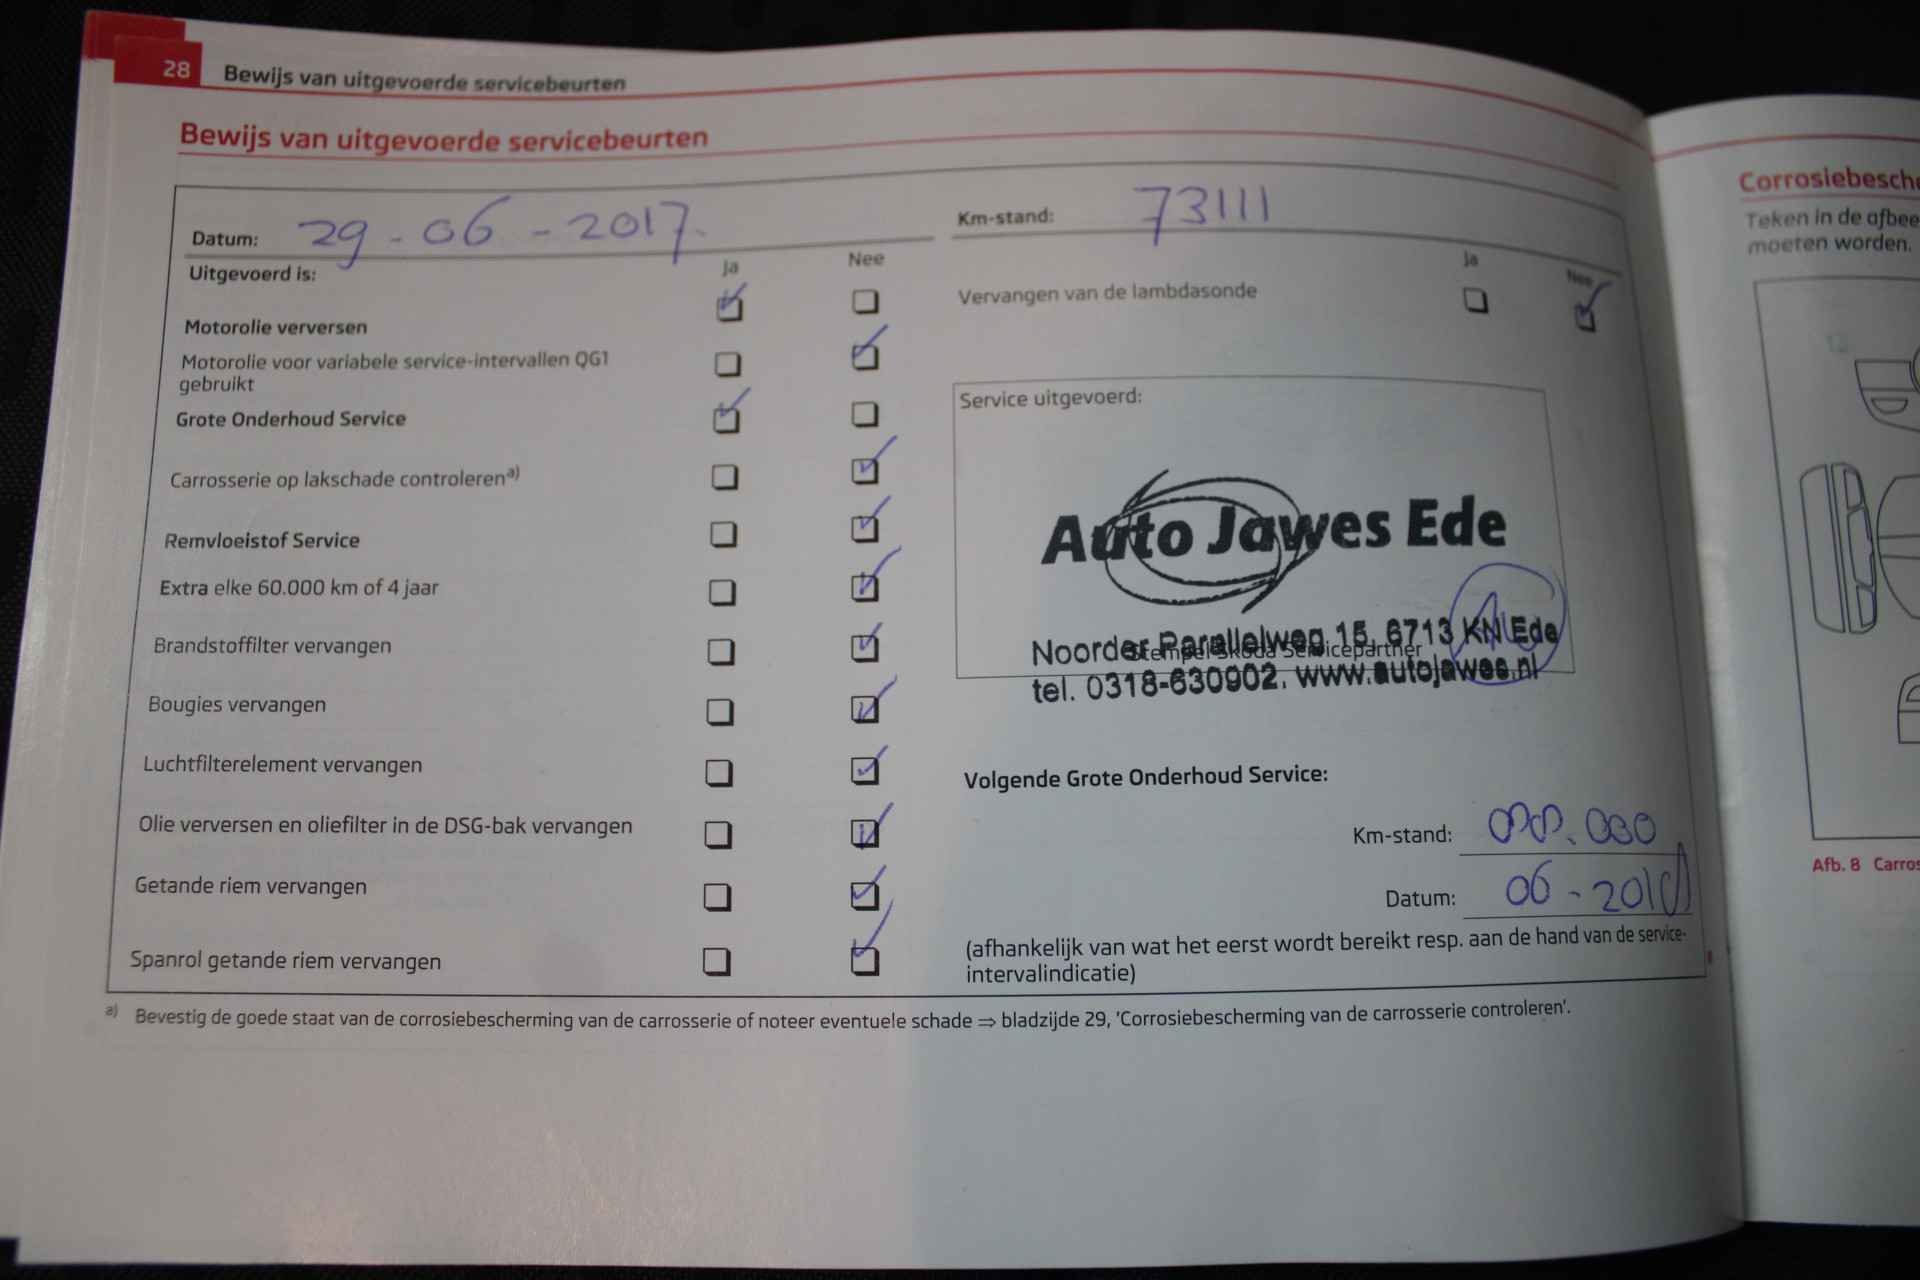 28 Bewijs van uitgevoerde servicebeurten
Bewijs van uitgevoerde servicebeurten
Datum: 29-06-2017.
Km-stand: 73111
Uitgevoerd is:
Ja Nee
Motorolie verversen
Motorolie voor variabele service-intervallen QG1
gebruikt
Grote Onderhoud Service
Carrosserie op lakschade controleren a)
Remvloeistof Service
Extra elke 60.000 km of 4 jaar
Brandstoffilter vervangen
Bougies vervangen
Luchtfilterelement vervangen
Olie verversen en oliefilter in de DSG-bak vervangen
Getande riem vervangen
Spanrol getande riem vervangen
Ja Nee
Vervangen van de lambdasonde
Service uitgevoerd:
Auto Jawes Ede
Noorder Parallelweg 15, 6713 KN Ede
Stempel Škoda Servicepartner
tel. 0318-630902. www.autojawes.nl
Volgende Grote Onderhoud Service:
Km-stand:
Datum: 06-
(afhankelijk van wat het eerst wordt bereikt resp. aan de hand van de service-
intervalindicatie)
a) Bevestig de goede staat van de corrosiebescherming van de carrosserie of noteer eventuele schade ⇒ bladzijde 29, 'Corrosiebescherming van de carrosserie controleren'.
Corrosiebesche
Teken in de afbee
moeten worden.
Afb. 8 Carros